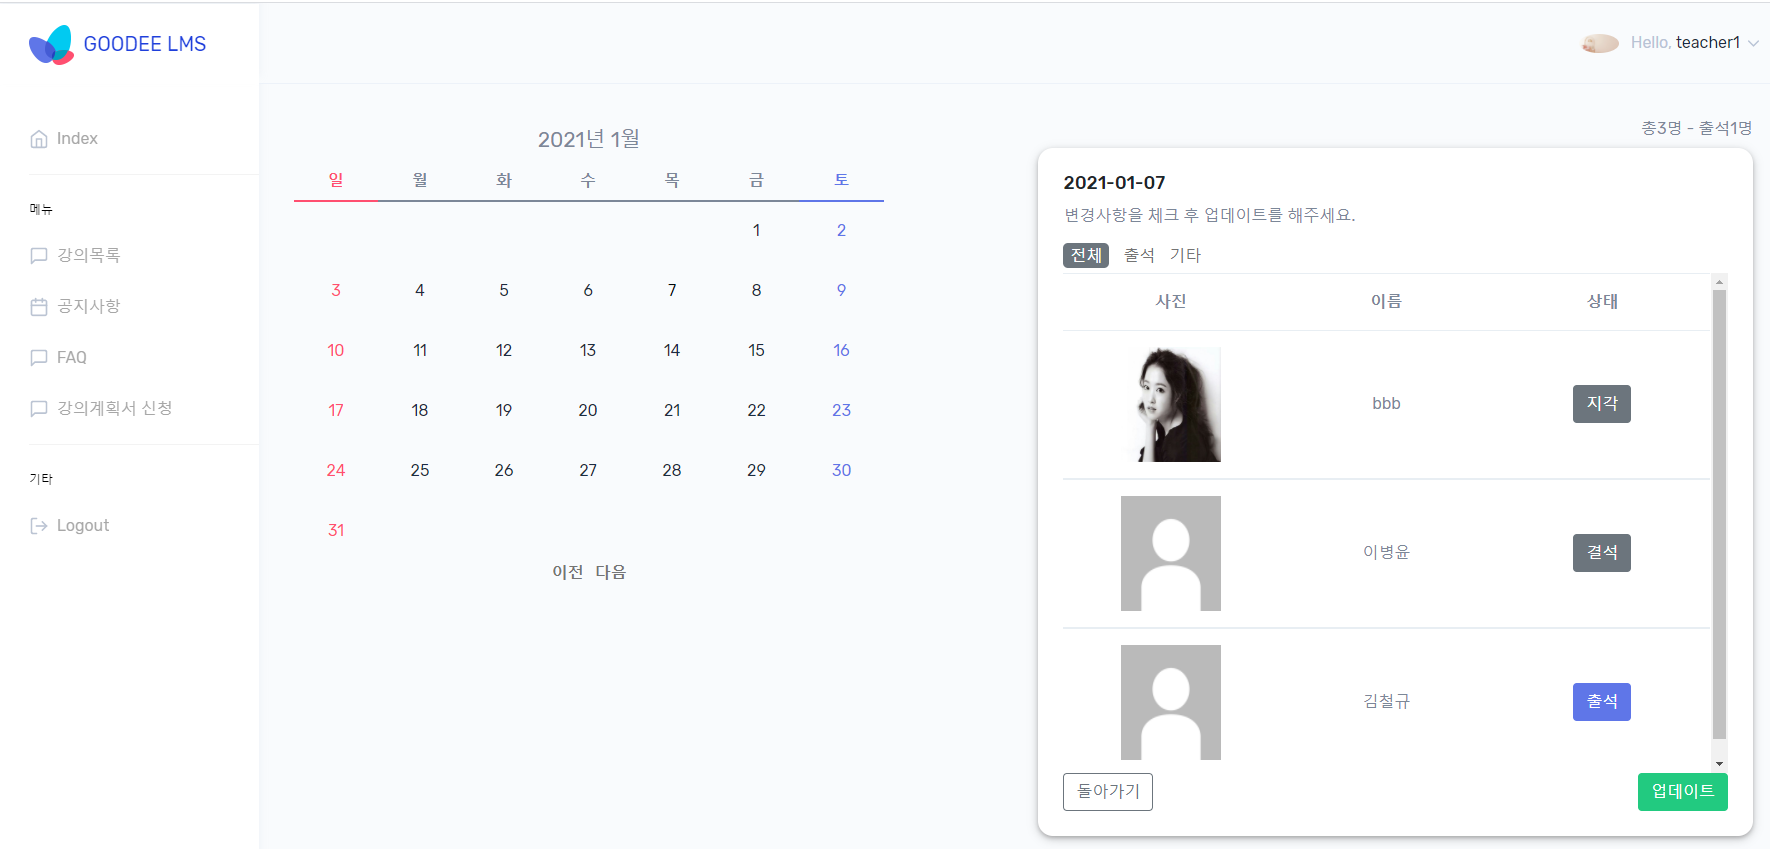 GOODEE LMS
Hello, teacher1
Index
메뉴
강의목록
공지사항
FAQ
강의계획서 신청
기타
Logout
2021년 1월
일 월 화 수 목 금 토
1 2
3 4 5 6 7 8 9
10 11 12 13 14 15 16
17 18 19 20 21 22 23
24 25 26 27 28 29 30
31
이전 다음
총3명 - 출석1명
2021-01-07
변경사항을 체크 후 업데이트를 해주세요.
전체 출석 기타
사진 이름 상태
bbb 지각
이병윤 결석
김철규 출석
돌아가기 업데이트